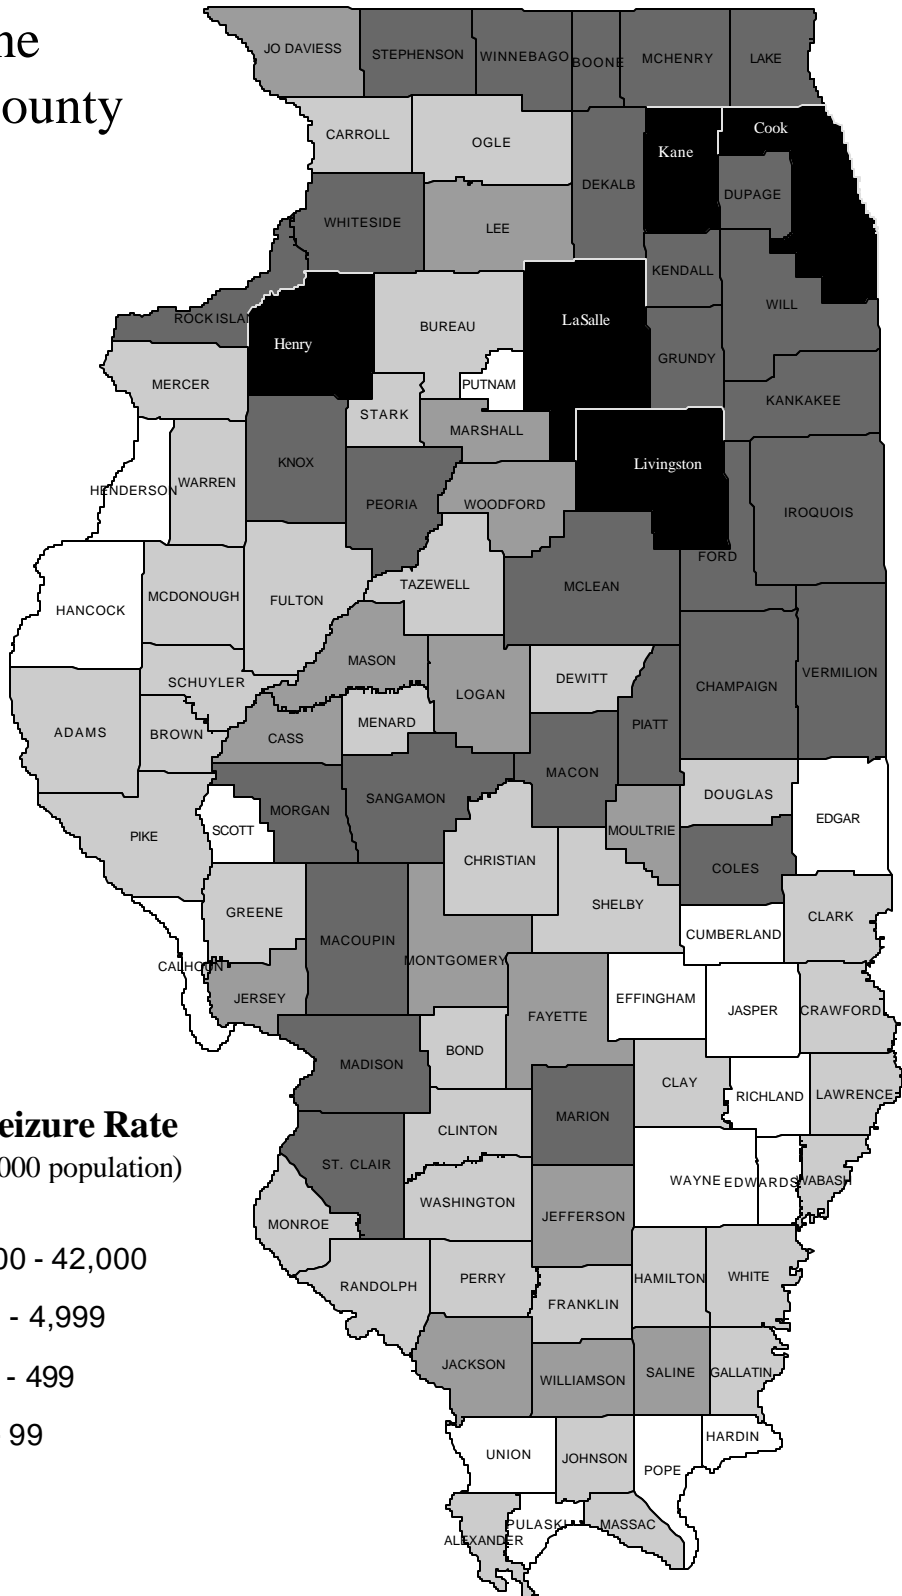 ne
ounty
JO DAVIESS
STEPHENSON
WINNEBAGO
BOONE
MCHENRY
LAKE
CARROLL
OGLE
DEKALB
Kane
Cook
DUPAGE
WHITESIDE
LEE
KENDALL
WILL
ROCK ISLAN
Henry
BUREAU
LaSalle
GRUNDY
MERCER
STARK
PUTNAM
KANKAKEE
MARSHALL
HENDERSON
WARREN
KNOX
PEORIA
WOODFORD
Livingston
IROQUOIS
FORD
HANCOCK
MCDONOUGH
FULTON
TAZEWELL
MCLEAN
SCHUYLER
MASON
LOGAN
DEWITT
CHAMPAIGN
VERMILION
ADAMS
BROWN
CASS
MENARD
PIATT
MACON
PIKE
SCOTT
MORGAN
SANGAMON
DOUGLAS
EDGAR
MOULTRIE
CHRISTIAN
COLES
GREENE
SHELBY
CLARK
MACOUPIN
CUMBERLAND
CALHOUN
MONTGOMERY
JERSEY
FAYETTE
EFFINGHAM
JASPER
CRAWFORD
MADISON
BOND
CLAY
RICHLAND
LAWRENCE
MARION
CLINTON
eizure Rate
000 population)
ST. CLAIR
WAYNE
EDWARDS
WABASH
WASHINGTON
JEFFERSON
MONROE
00 - 42,000
RANDOLPH
PERRY
HAMILTON
WHITE
FRANKLIN
- 4,999
JACKSON
WILLIAMSON
SALINE
GALLATIN
- 499
99
UNION
JOHNSON
POPE
HARDIN
ALEXANDER
PULASKI
MASSAC